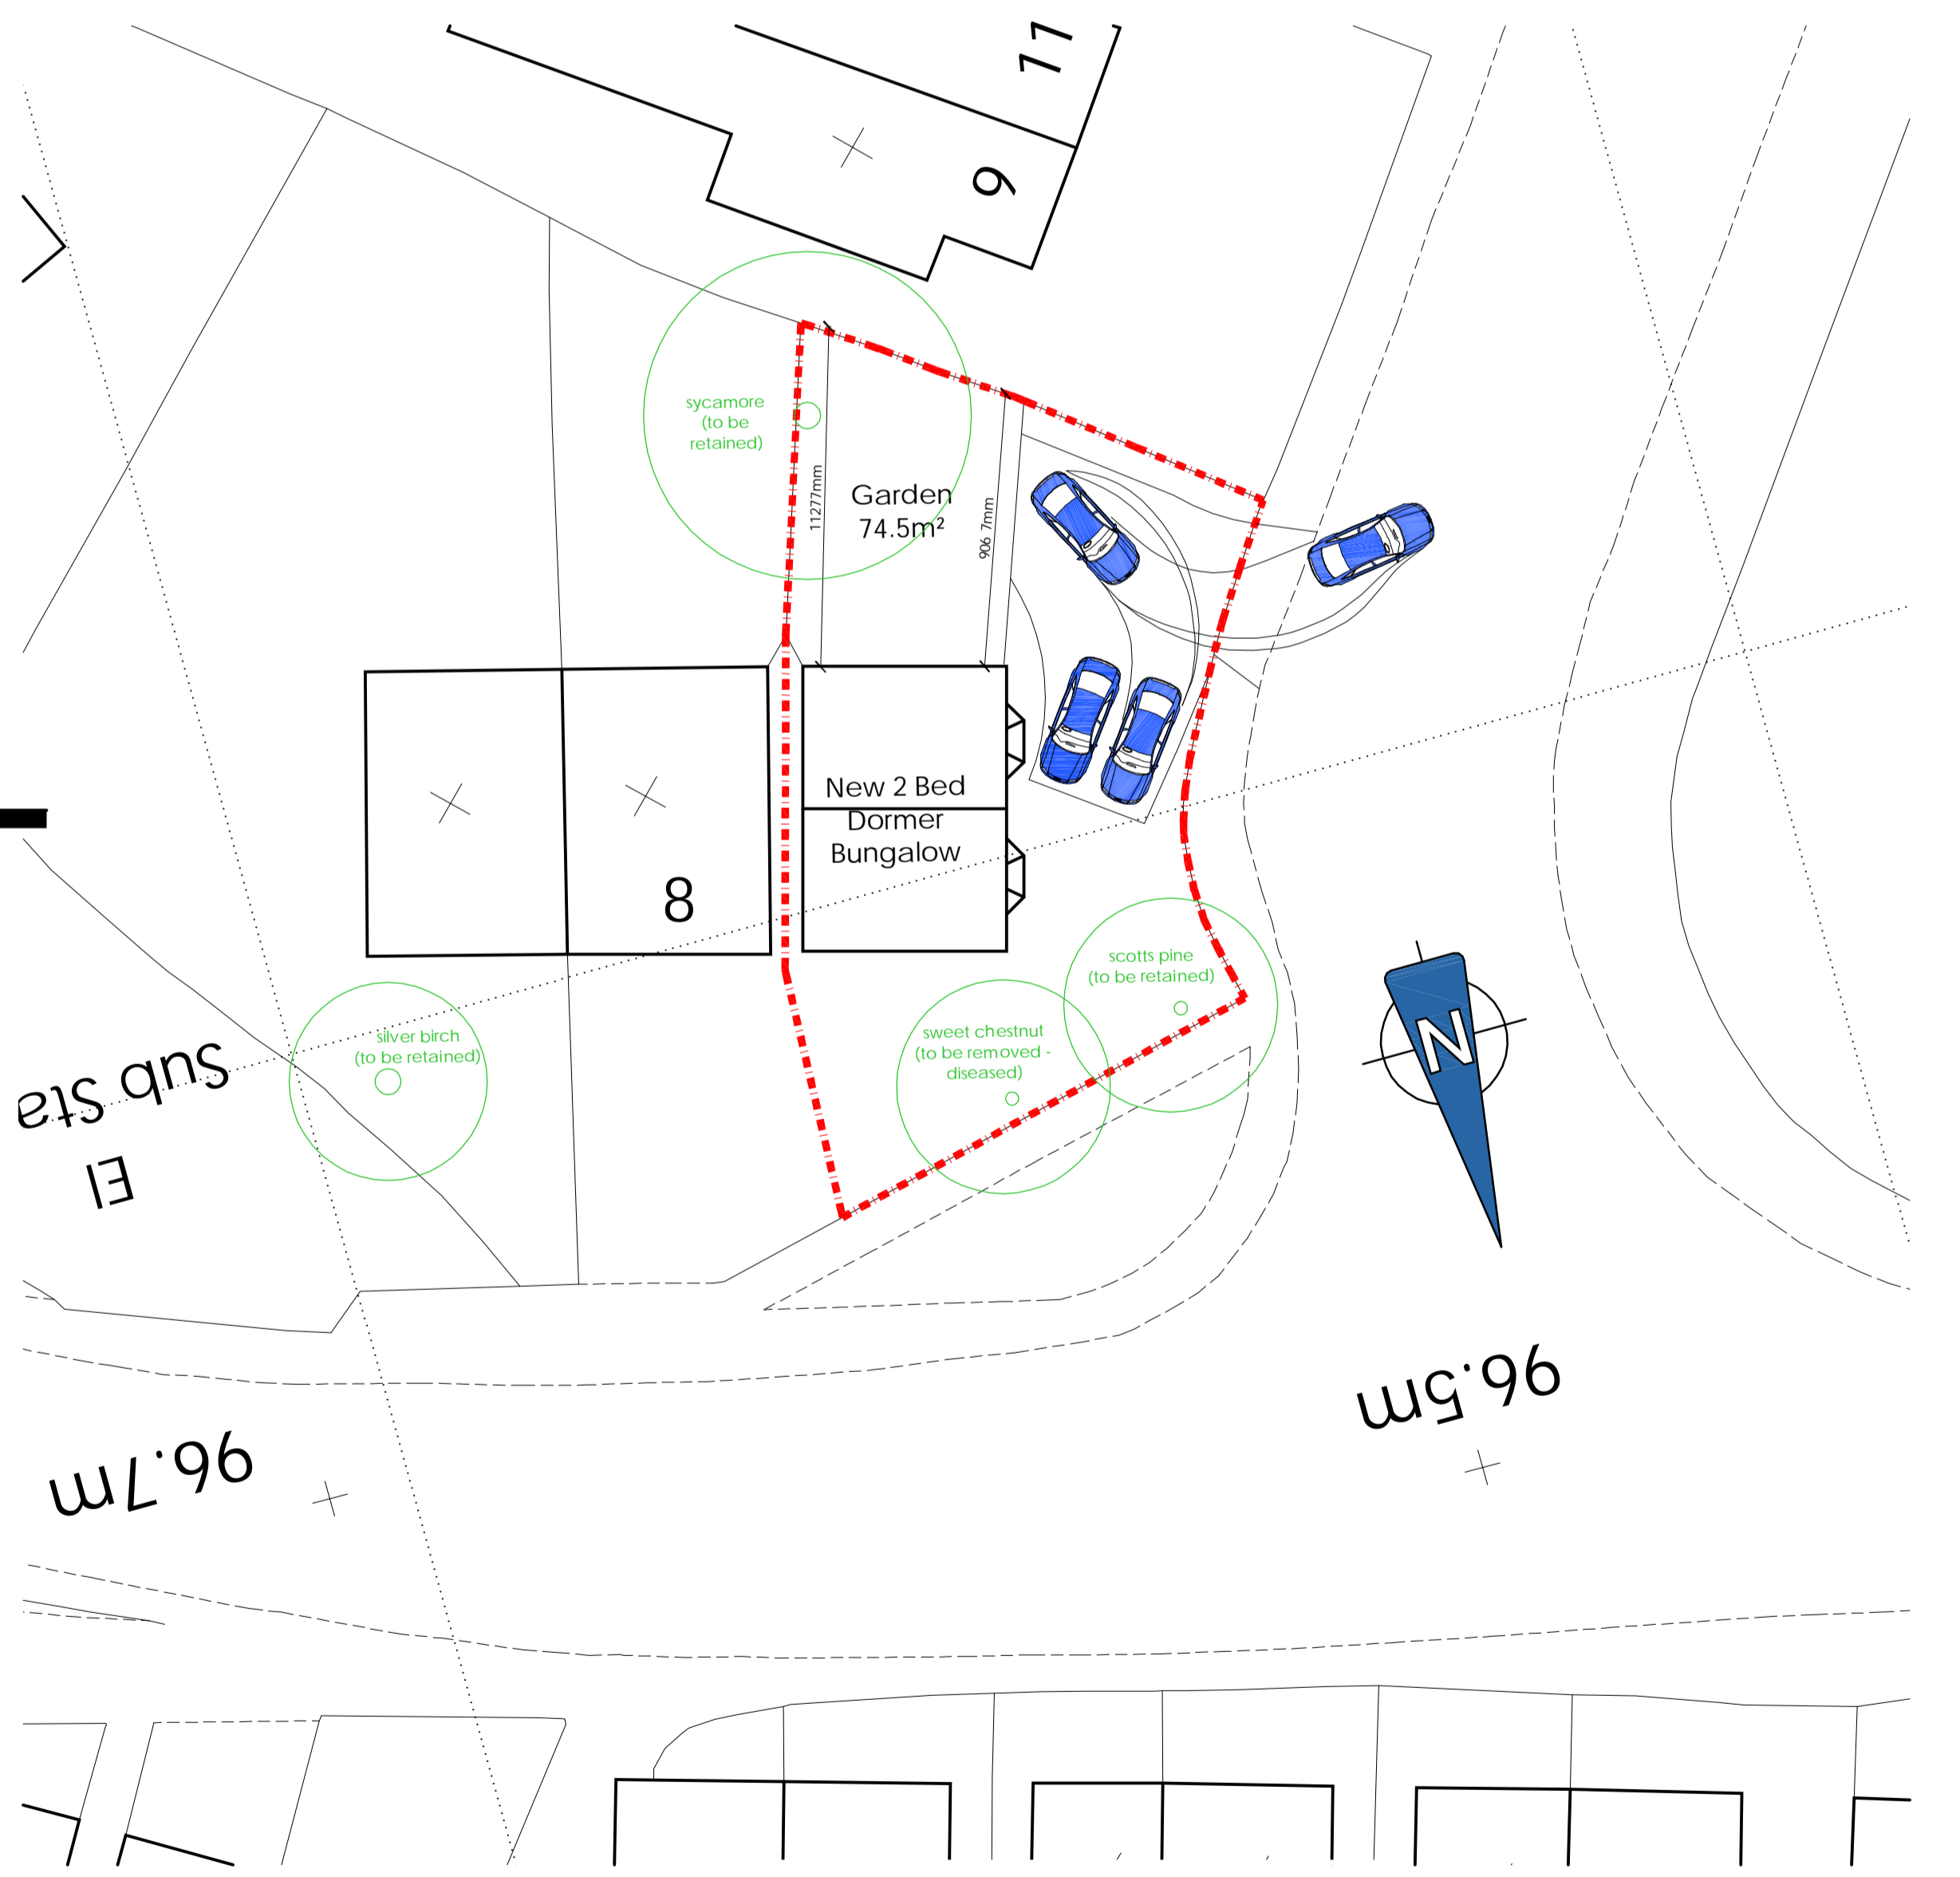 11
9
sycamore
(to be
retained)
11277mm
Garden
74.5m²
906 7mm
New 2 Bed
Dormer
Bungalow
8
scotts pine
(to be retained)
sweet chestnut
(to be removed -
diseased)
silver birch
(to be retained)
N
El
Sub Sta
96.5m
96.7m